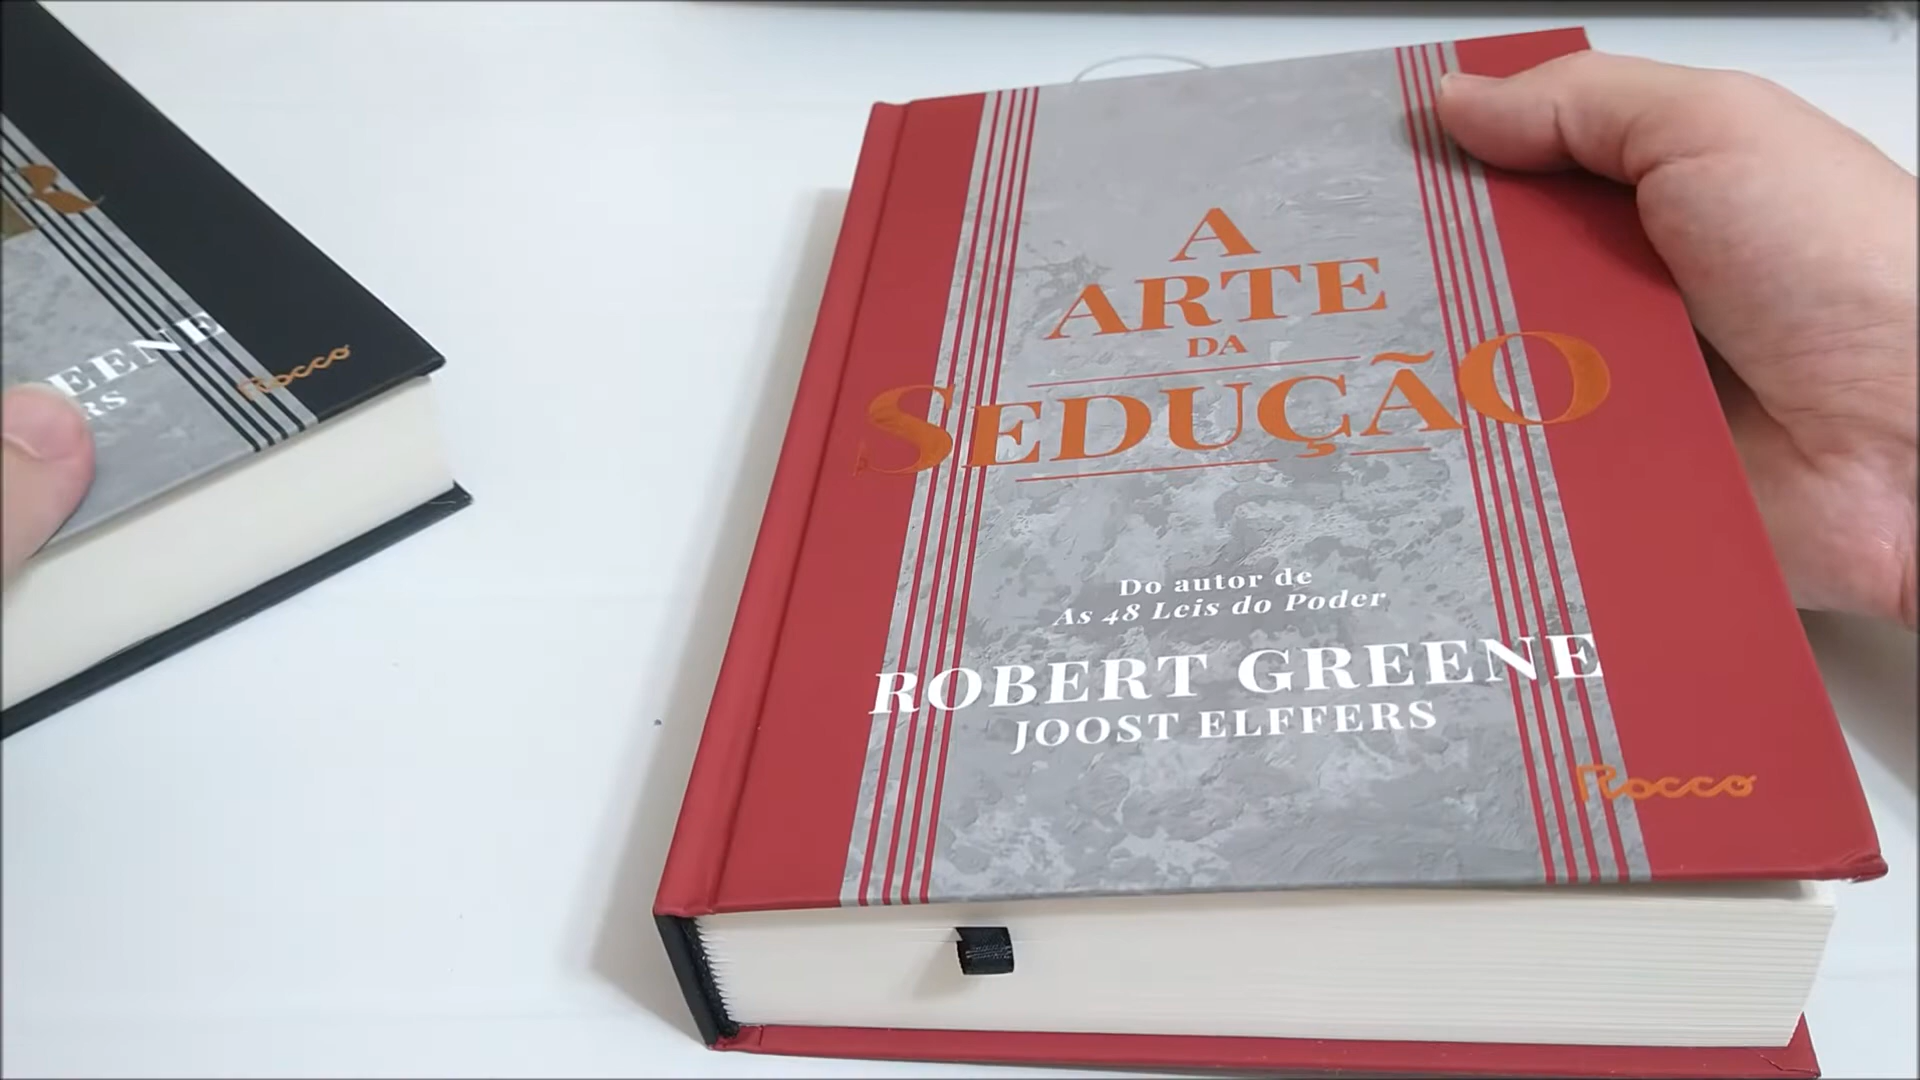 EENE
RS
Rocco
A
ARTE
DA
SEDUÇÃO
Do autor de
As 48 Leis do Poder
ROBERT GREENE
JOOST ELFFERS
Rocco